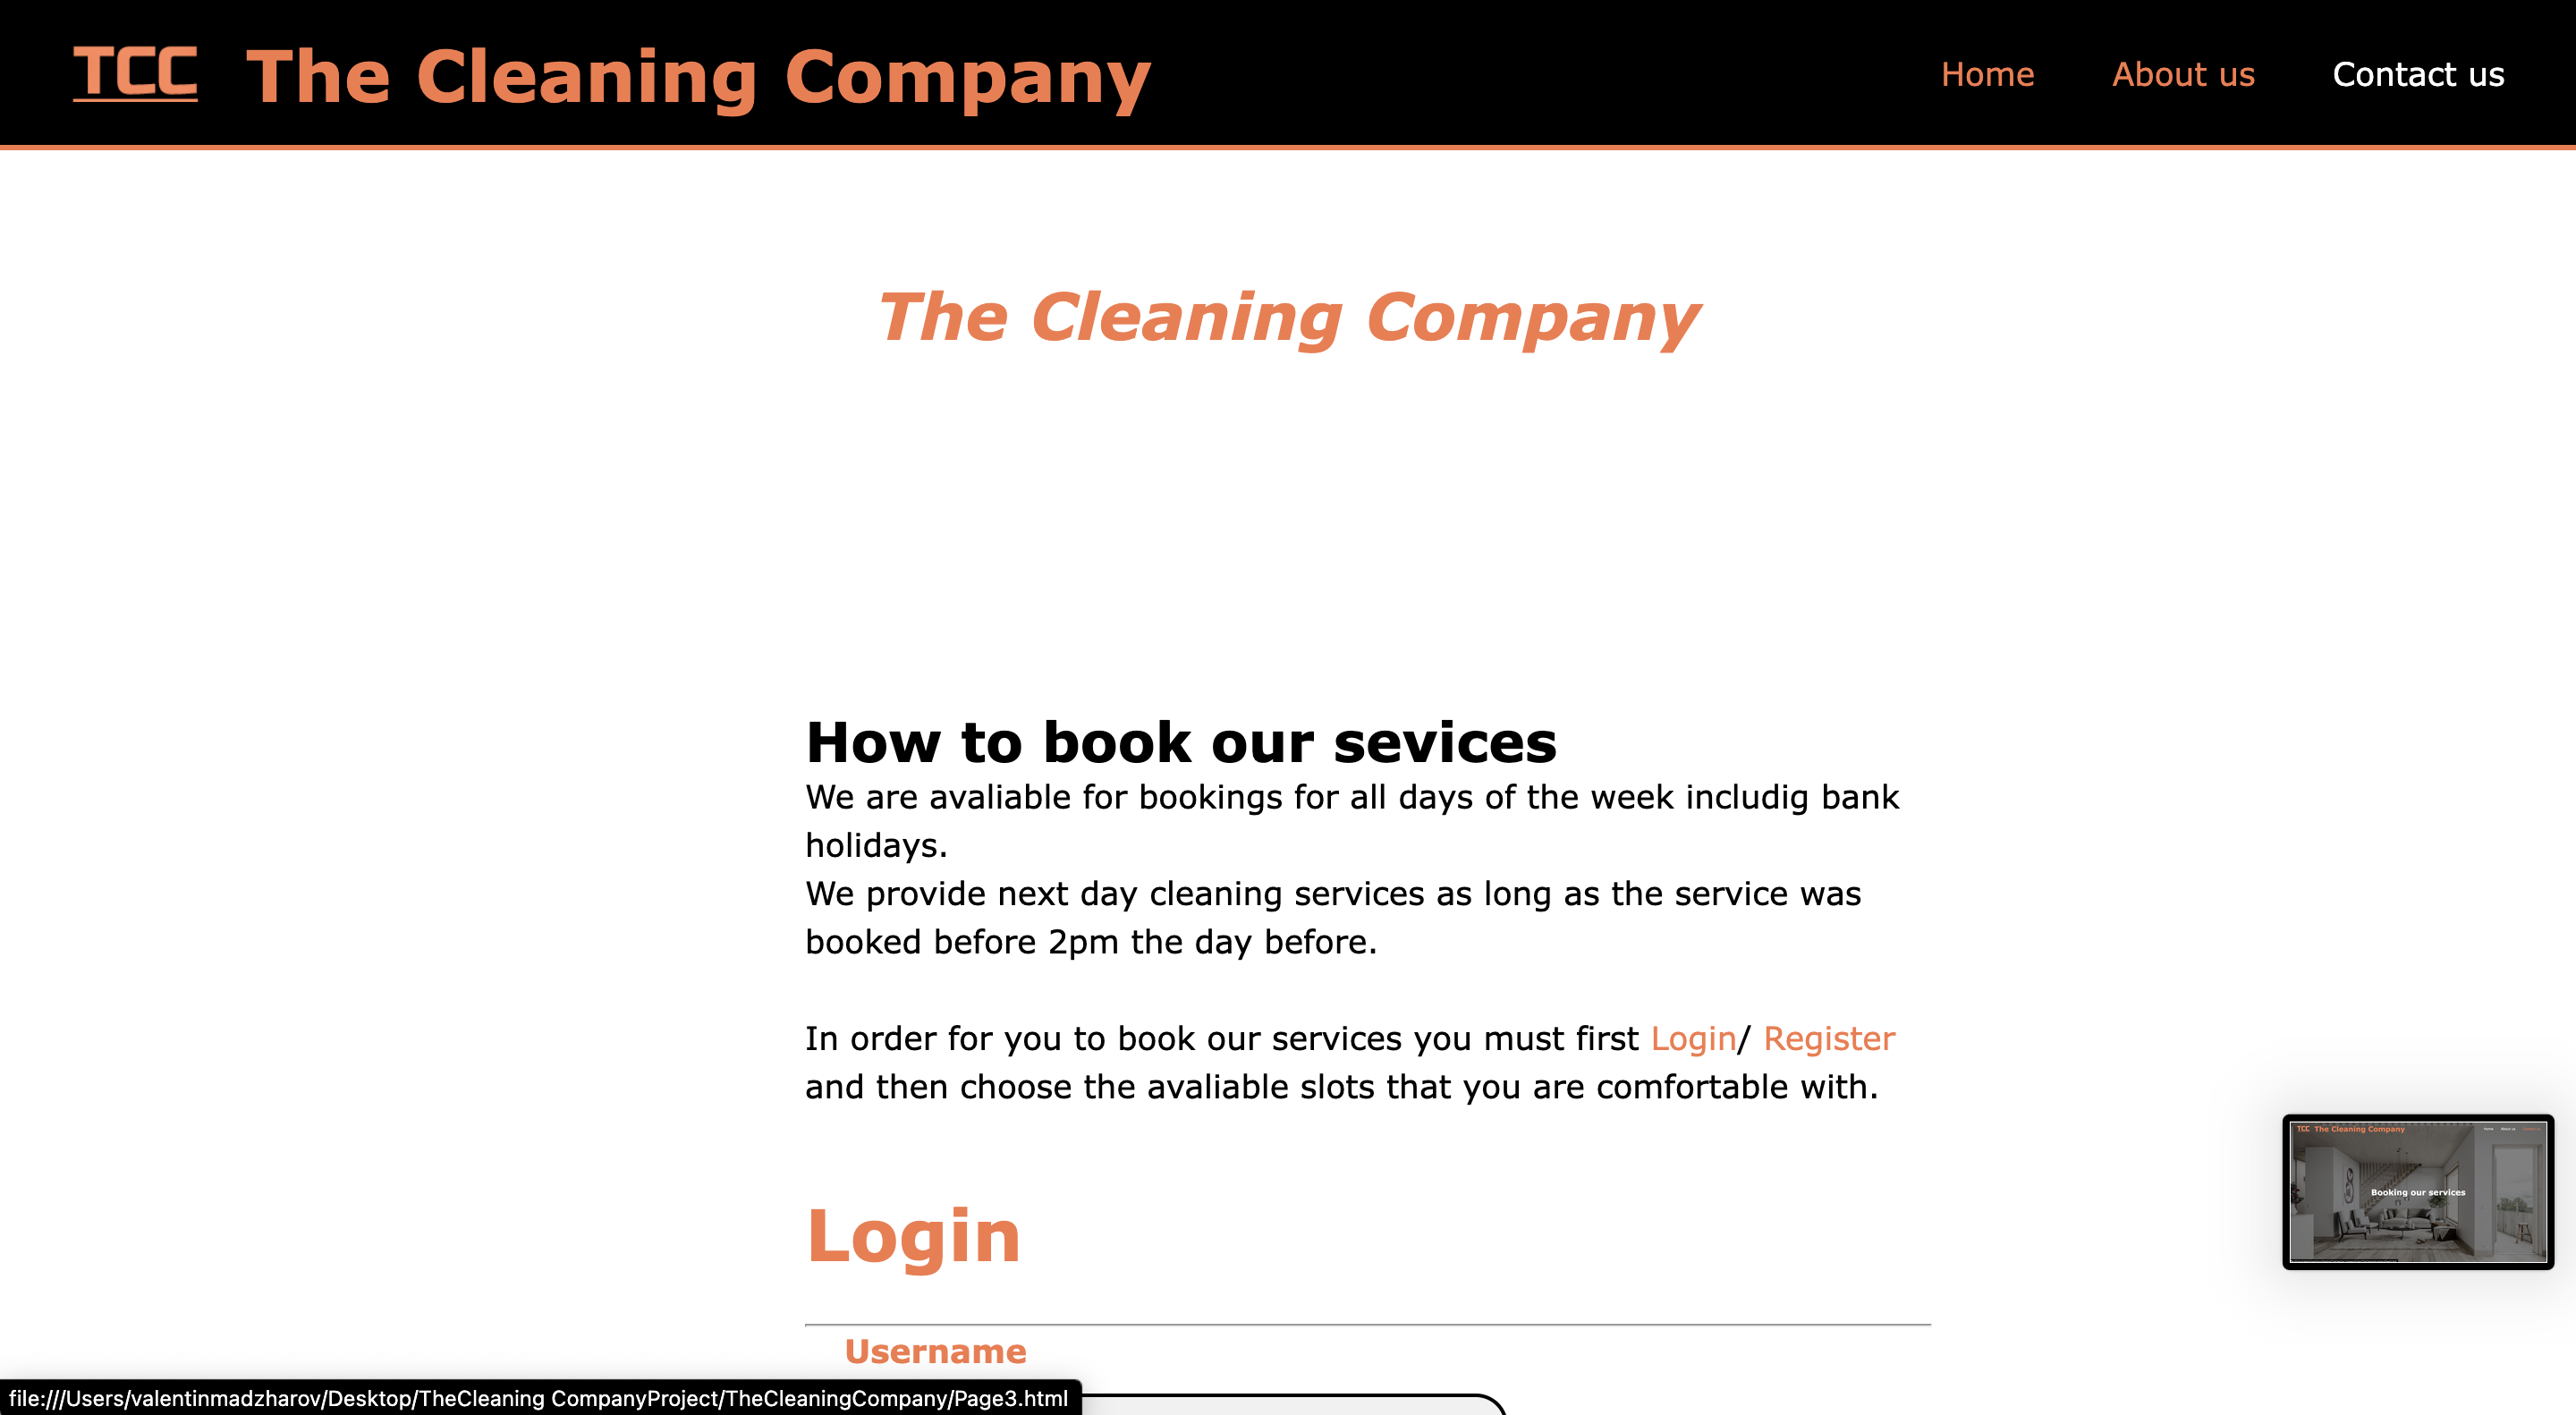 TCC The Cleaning Company
Home About us Contact us
The Cleaning Company
How to book our sevices
We are avaliable for bookings for all days of the week includig bank
holidays.
We provide next day cleaning services as long as the service was
booked before 2pm the day before.
In order for you to book our services you must first Login/ Register
and then choose the avaliable slots that you are comfortable with.
TCC The Cleaning Company
Home About us
Booking our services
Login
Username
file:///Users/valentinmadzharov/Desktop/TheCleaning CompanyProject/TheCleaningCompany/Page3.html